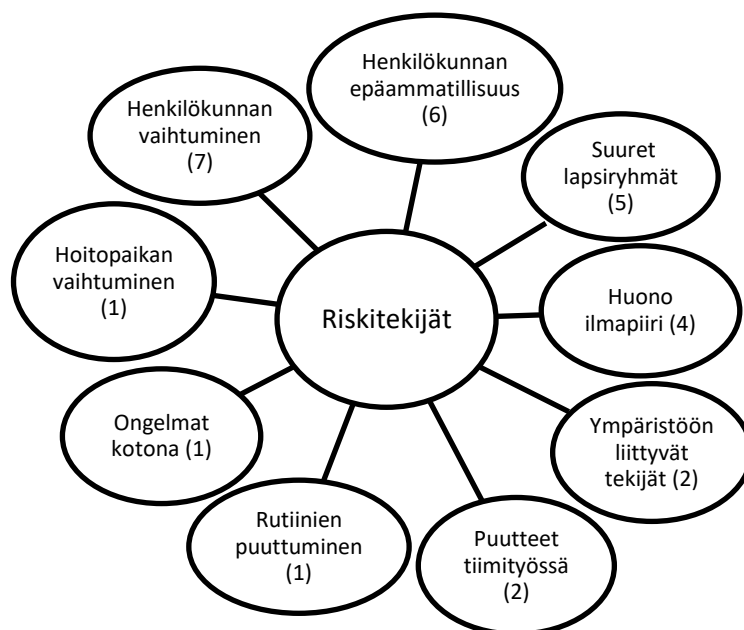 Henkilökunnan
epäammatillisuus
(6)
Henkilökunnan
vaihtuminen
(7)
Suuret
lapsiryhmät
(5)
Hoitopaikan
vaihtuminen
(1)
Riskitekijät
Huono
ilmapiiri (4)
Ongelmat
kotona (1)
Ympäristöön
liittyvät
tekijät (2)
Rutiinien
puuttuminen
(1)
Puutteet
tiimityössä
(2)